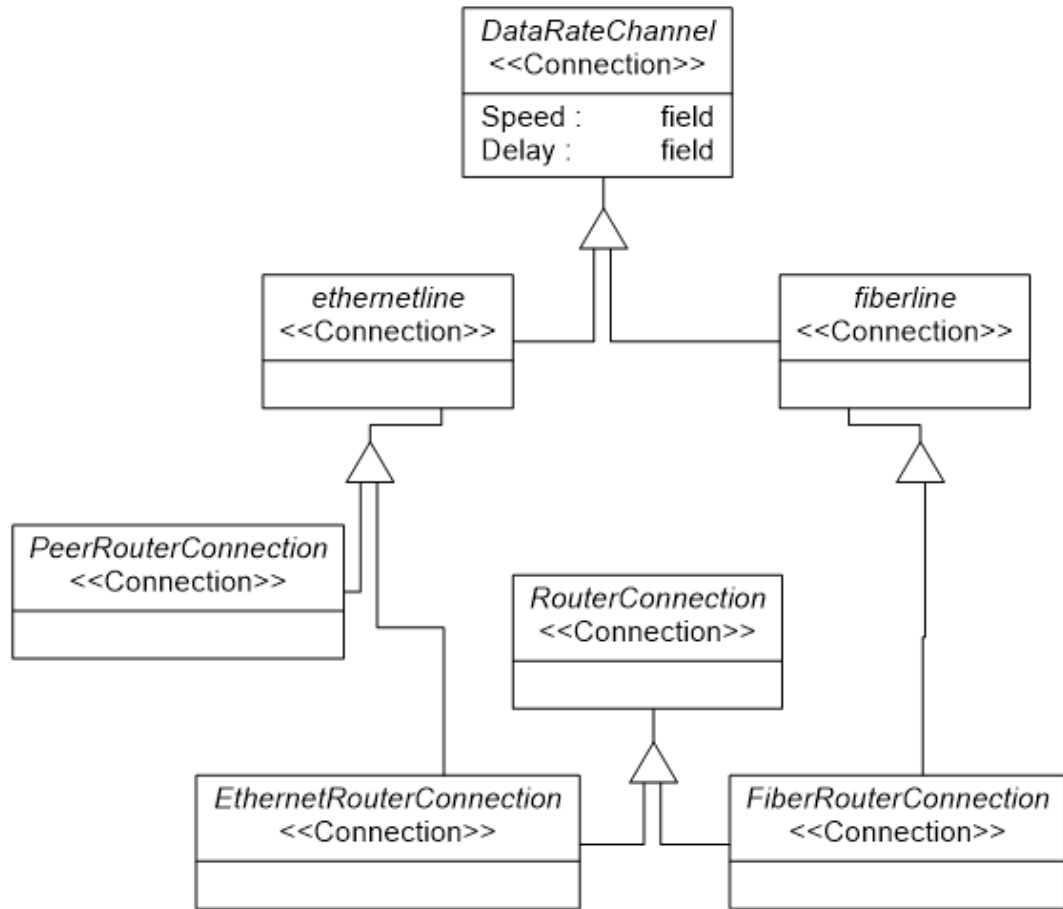 DataRateChannel
<<Connection>>
Speed : field
Delay : field
ethernetline
<<Connection>>
fiberline
<<Connection>>
PeerRouterConnection
<<Connection>>
RouterConnection
<<Connection>>
EthernetRouterConnection
<<Connection>>
FiberRouterConnection
<<Connection>>